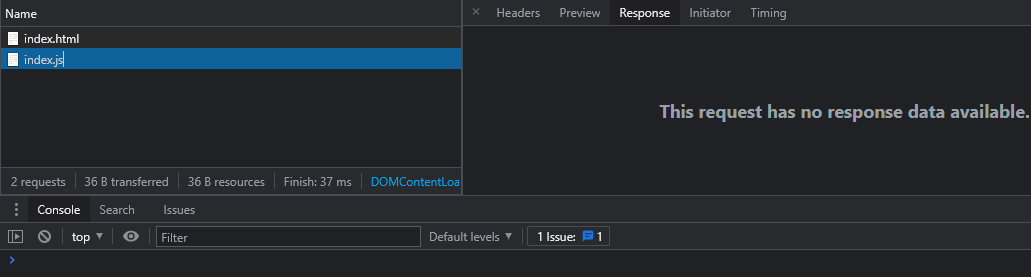 Name
index.html
index.js
2 requests 36 B transferred 36 B resources Finish: 37 ms DOMContentLoa
× Headers Preview Response Initiator Timing
This request has no response data available.
Console Search Issues
top ▼ Filter Default levels ▼ 1 Issue: 1
>